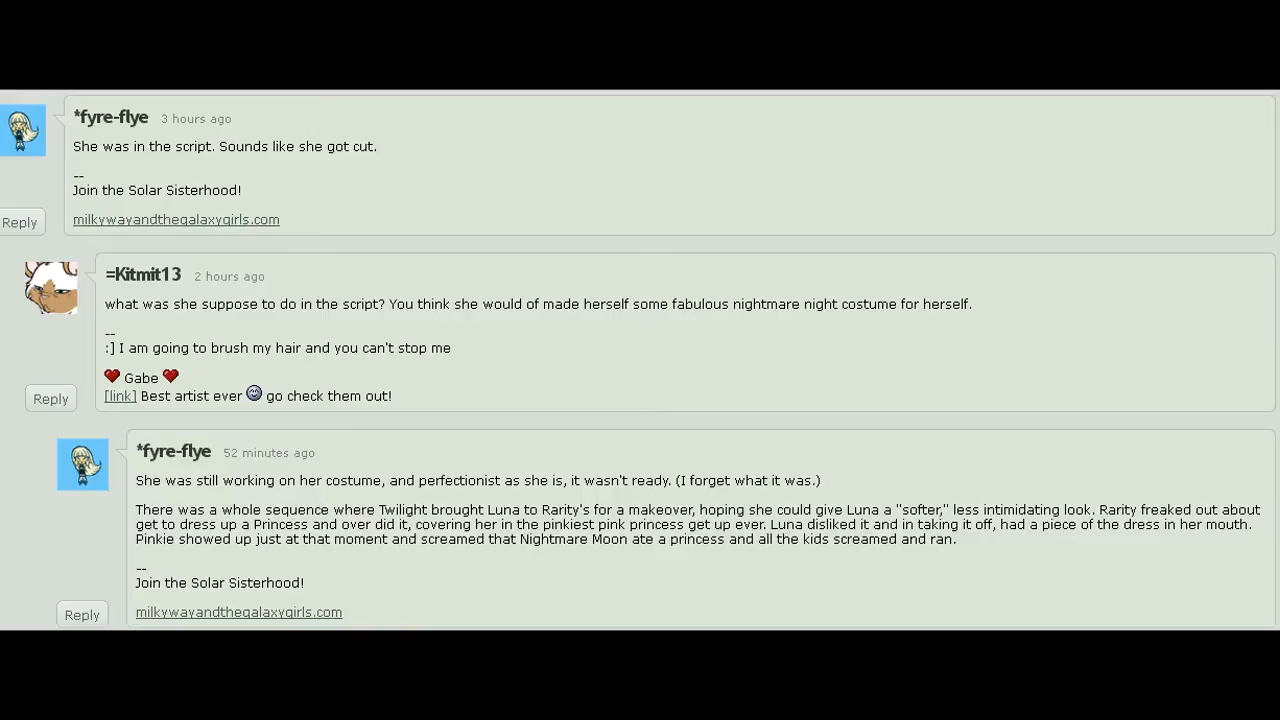 *fyre-flye 3 hours ago
She was in the script. Sounds like she got cut.
--
Join the Solar Sisterhood!
milkywayandthegalaxygirls.com
Reply
=Kitmit13 2 hours ago
what was she suppose to do in the script? You think she would of made herself some fabulous nightmare night costume for herself.
--
:] I am going to brush my hair and you can't stop me
Gabe
[link] Best artist ever go check them out!
Reply
*fyre-flye 52 minutes ago
She was still working on her costume, and perfectionist as she is, it wasn't ready. (I forget what it was.)
There was a whole sequence where Twilight brought Luna to Rarity's for a makeover, hoping she could give Luna a "softer," less intimidating look. Rarity freaked out about
get to dress up a Princess and over did it, covering her in the pinkiest pink princess get up ever. Luna disliked it and in taking it off, had a piece of the dress in her mouth.
Pinkie showed up just at that moment and screamed that Nightmare Moon ate a princess and all the kids screamed and ran.
--
Join the Solar Sisterhood!
milkywayandthegalaxygirls.com
Reply